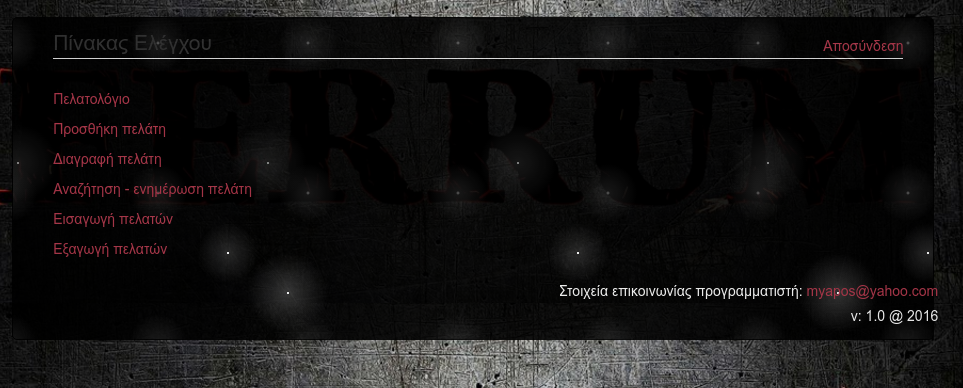 Πίνακας Ελέγχου
Αποσύνδεση
FERRUM
Πελατολόγιο
Προσθήκη πελάτη
Διαγραφή πελάτη
Αναζήτηση - ενημέρωση πελάτη
Εισαγωγή πελατών
Εξαγωγή πελατών
Στοιχεία επικοινωνίας προγραμματιστή: myapos@yahoo.com
v: 1.0 @ 2016